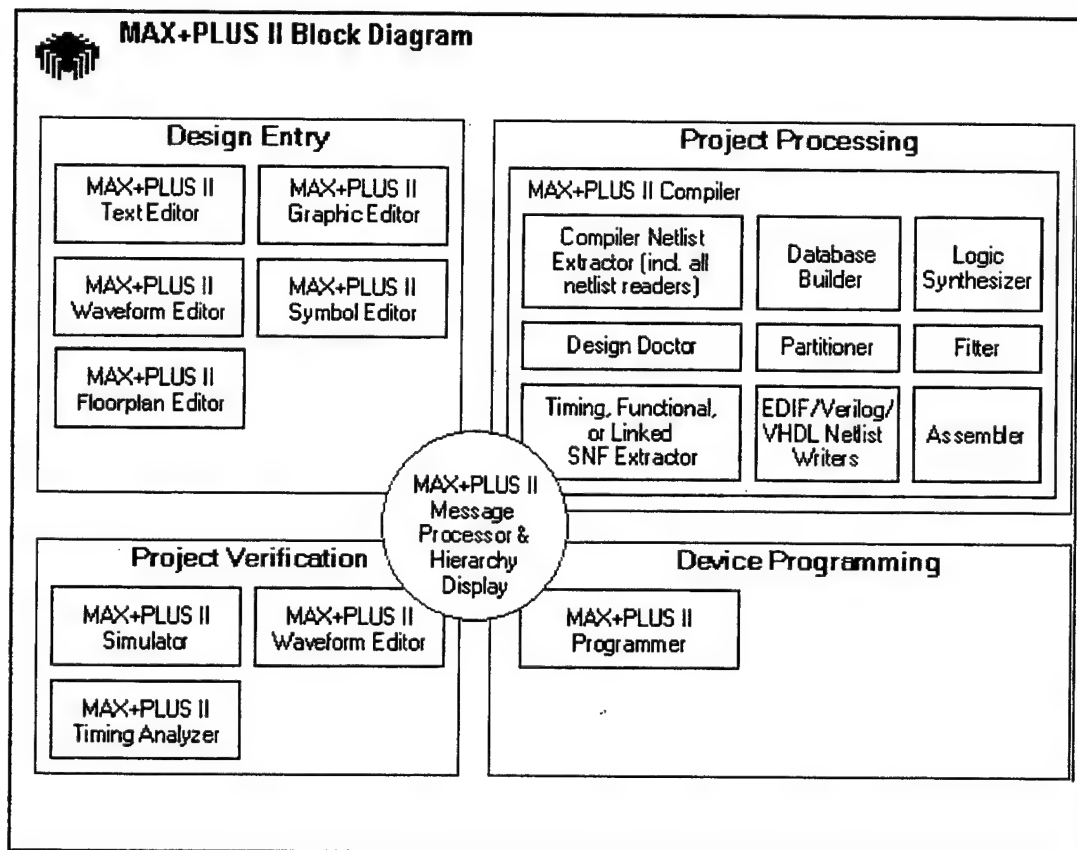 MAX+PLUS II Block Diagram
Design Entry
MAX+PLUS II
Text Editor
MAX+PLUS II
Graphic Editor
MAX+PLUS II
Waveform Editor
MAX+PLUS II
Symbol Editor
MAX+PLUS II
Floorplan Editor
Project Processing
MAX+PLUS II Compiler
Compiler Netlist
Extractor (incl. all
netlist readers)
Database
Builder
Logic
Synthesizer
Design Doctor
Partitioner
Fitter
Timing, Functional,
or Linked
SNF Extractor
EDIF/Verilog/
VHDL Netlist
Writers
Assembler
MAX+PLUS II
Message
Processor &
Hierarchy
Display
Project Verification
MAX+PLUS II
Simulator
MAX+PLUS II
Waveform Editor
MAX+PLUS II
Timing Analyzer
Device Programming
MAX+PLUS II
Programmer